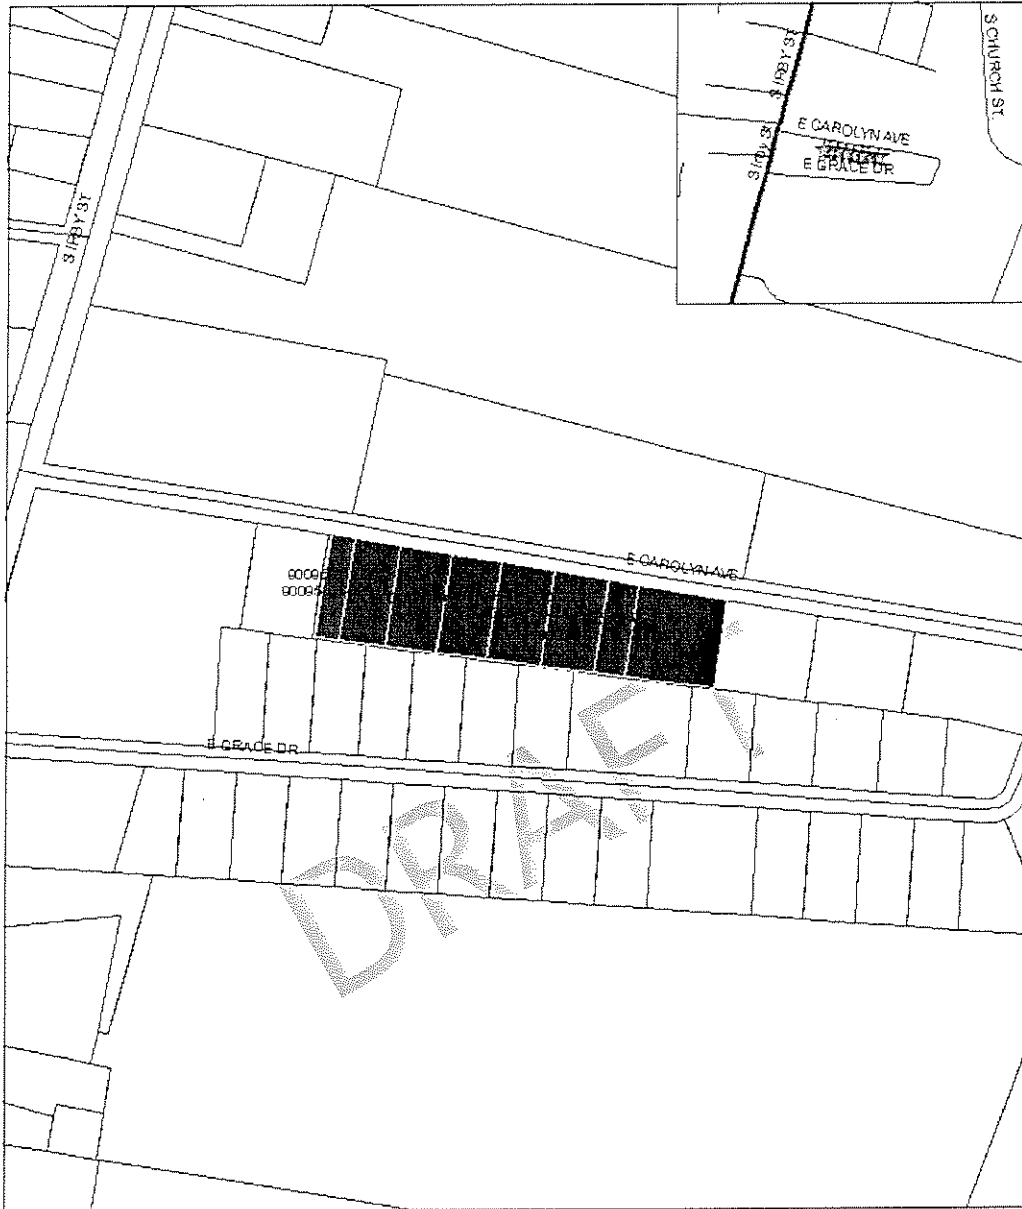 S IRBY ST
S CHURCH ST.
E CAROLYN AVE
S Irby St
E GRACE DR
S IRBY ST
E CAROLYN AVE
E GRACE DR
DRAFT